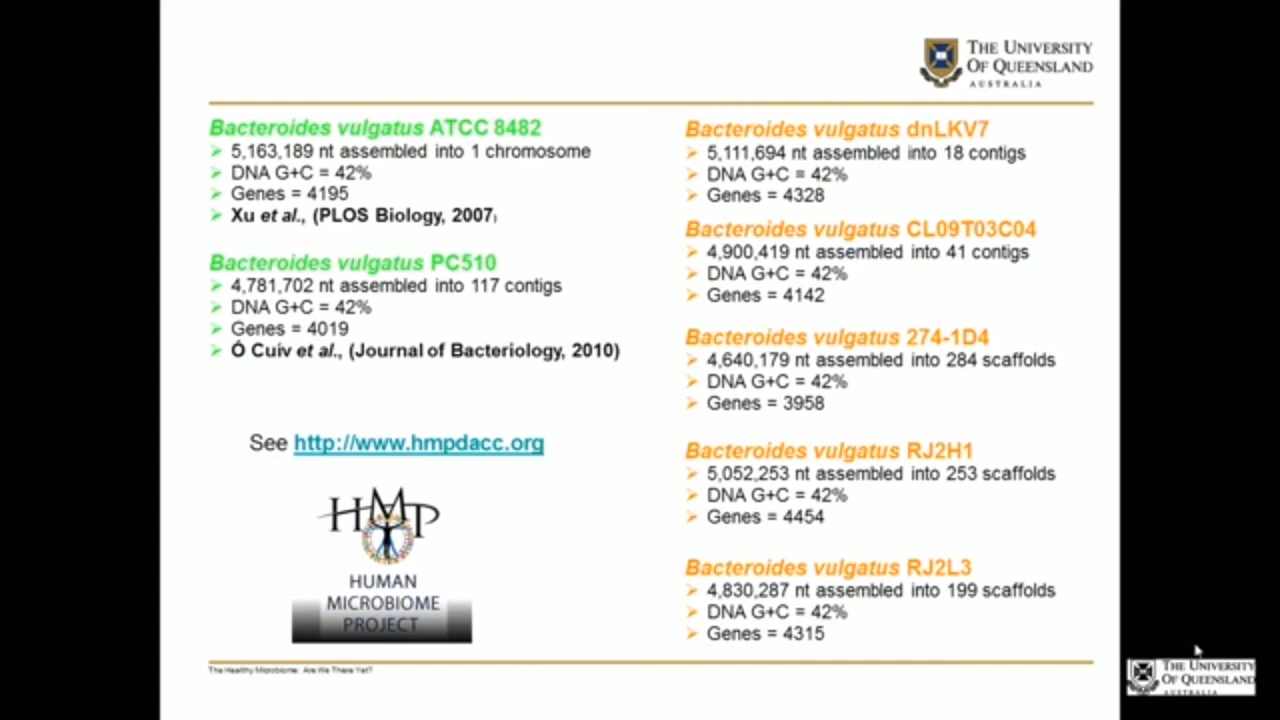 THE UNIVERSITY
OF QUEENSLAND
AUSTRALIA
Bacteroides vulgatus ATCC 8482
5,163,189 nt assembled into 1 chromosome
DNA G+C = 42%
Genes = 4195
Xu et al., (PLOS Biology, 2007)
Bacteroides vulgatus PC510
4,781,702 nt assembled into 117 contigs
DNA G+C = 42%
Genes = 4019
Ó Cuív et al., (Journal of Bacteriology, 2010)
See http://www.hmpdacc.org
HMP
HUMAN
MICROBIOME
PROJECT
Bacteroides vulgatus dnLKV7
5,111,694 nt assembled into 18 contigs
DNA G+C = 42%
Genes = 4328
Bacteroides vulgatus CL09T03C04
4,900,419 nt assembled into 41 contigs
DNA G+C = 42%
Genes = 4142
Bacteroides vulgatus 274-1D4
4,640,179 nt assembled into 284 scaffolds
DNA G+C = 42%
Genes = 3958
Bacteroides vulgatus RJ2H1
5,052,253 nt assembled into 253 scaffolds
DNA G+C = 42%
Genes = 4454
Bacteroides vulgatus RJ2L3
4,830,287 nt assembled into 199 scaffolds
DNA G+C = 42%
Genes = 4315
The Healthy Microbiome: Are We There Yet?
THE UNIVERSITY
OF QUEENSLAND
AUSTRALIA